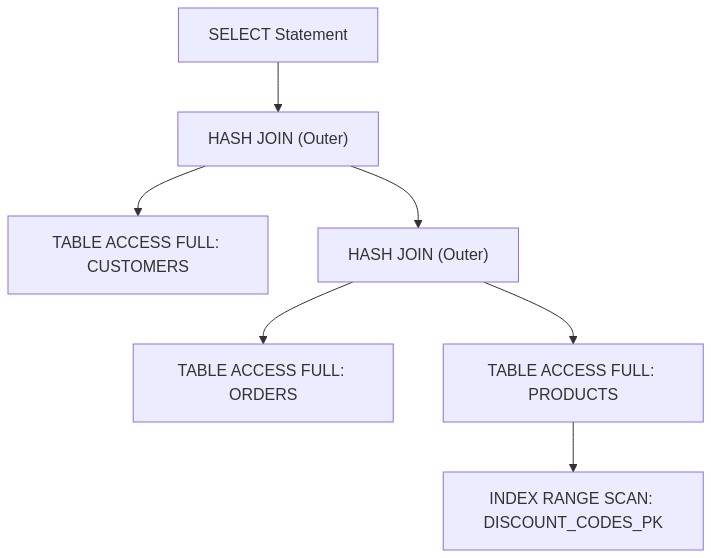 SELECT Statement
HASH JOIN (Outer)
TABLE ACCESS FULL:
CUSTOMERS
HASH JOIN (Outer)
TABLE ACCESS FULL:
ORDERS
TABLE ACCESS FULL:
PRODUCTS
INDEX RANGE SCAN:
DISCOUNT_CODES_PK